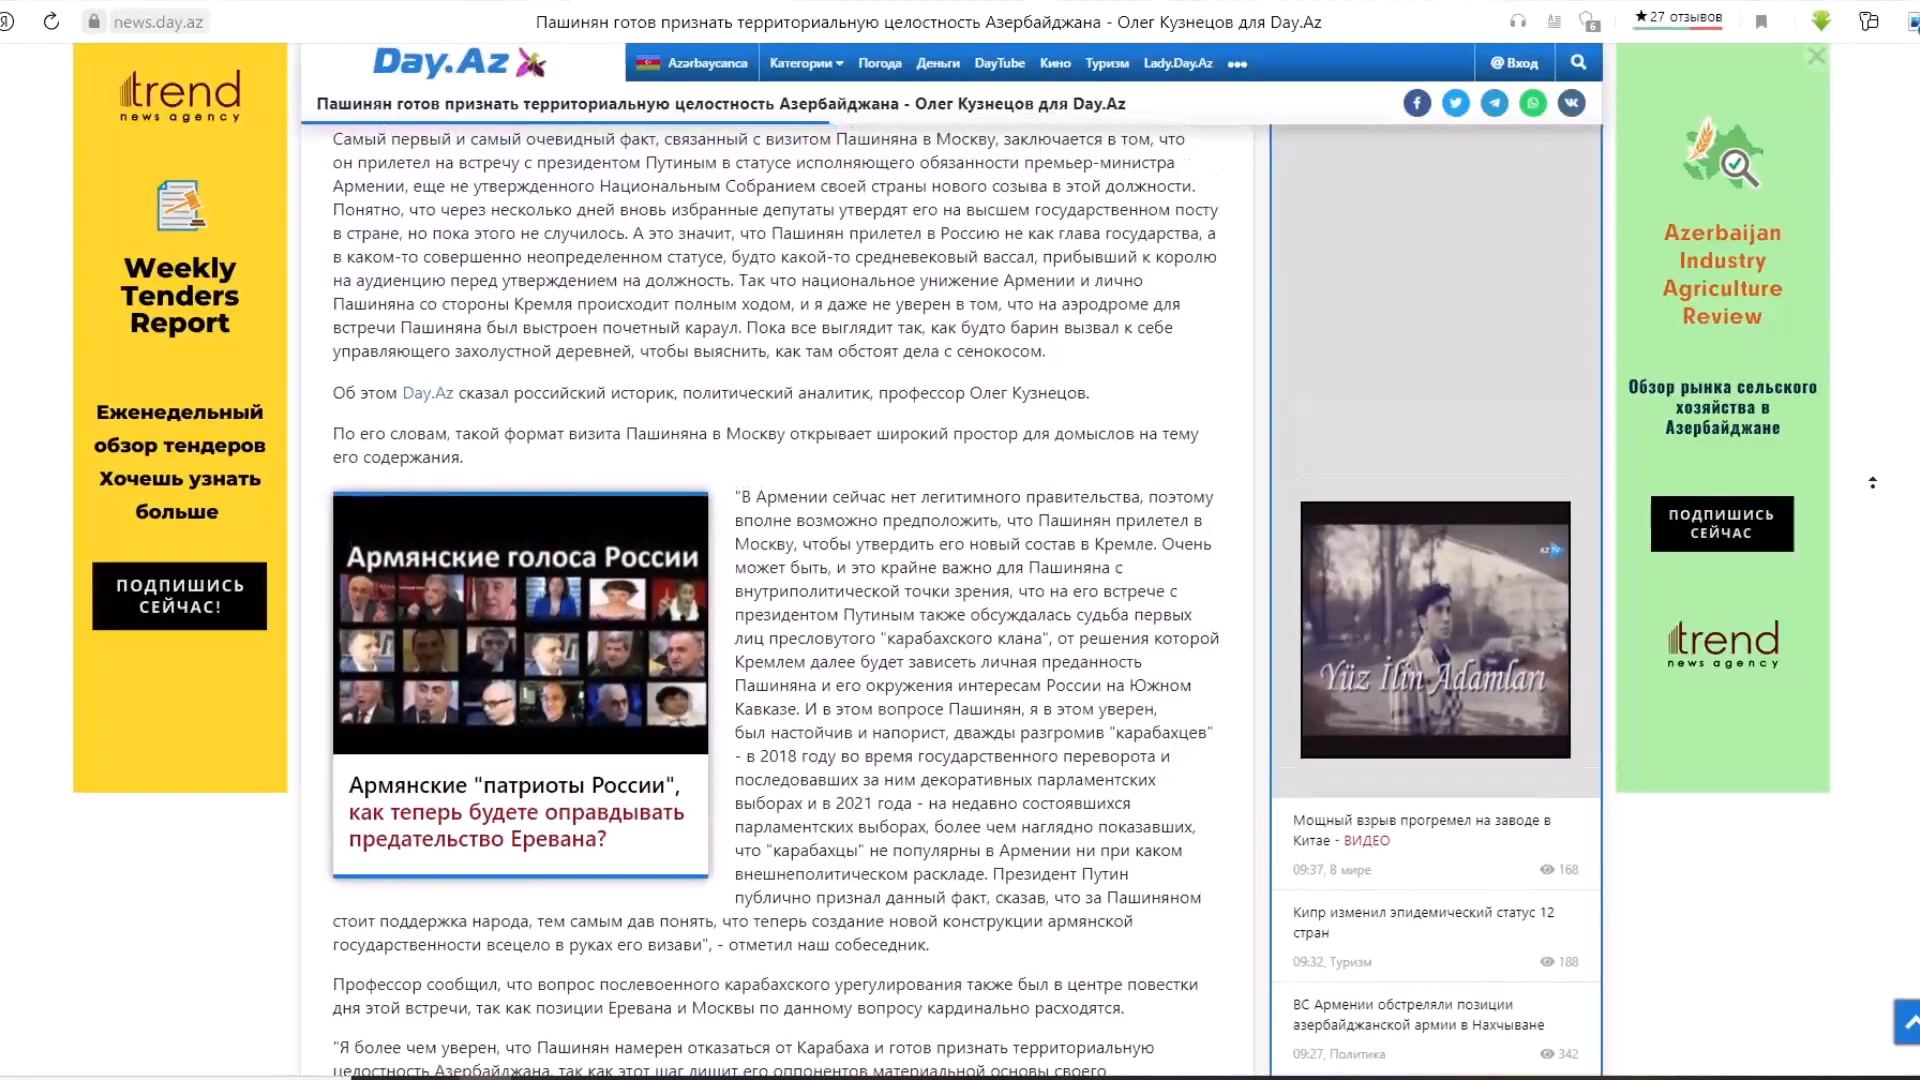 news.day.az
Пашинян готов признать территориальную целостность Азербайджана - Олег Кузнецов для Day.Az
★27 отзывов
6
trend
news agency
Weekly
Tenders
Report
Еженедельный
обзор тендеров
Хочешь узнать
больше
ПОДПИШИСЬ
СЕЙЧАС!
Day.Az
Azərbaycanca
Категории
Погода
Деньги
DayTube
Кино
Туризм
Lady.Day.Az
•••
@ Вход
Пашинян готов признать территориальную целостность Азербайджана - Олег Кузнецов для Day.Az
Самый первый и самый очевидный факт, связанный с визитом Пашиняна в Москву, заключается в том, что
он прилетел на встречу с президентом Путиным в статусе исполняющего обязанности премьер-министра
Армении, еще не утвержденного Национальным Собранием своей страны нового созыва в этой должности.
Понятно, что через несколько дней вновь избранные депутаты утвердят его на высшем государственном посту
в стране, но пока этого не случилось. А это значит, что Пашинян прилетел в Россию не как глава государства, а
в каком-то совершенно неопределенном статусе, будто какой-то средневековый вассал, прибывший к королю
на аудиенцию перед утверждением на должность. Так что национальное унижение Армении и лично
Пашиняна со стороны Кремля происходит полным ходом, и я даже не уверен в том, что на аэродроме для
встречи Пашиняна был выстроен почетный караул. Пока все выглядит так, как будто барин вызвал к себе
управляющего захолустной деревней, чтобы выяснить, как там обстоят дела с сенокосом.
Об этом Day.Az сказал российский историк, политический аналитик, профессор Олег Кузнецов.
По его словам, такой формат визита Пашиняна в Москву открывает широкий простор для домыслов на тему
его содержания.
Армянские голоса России
Армянские "патриоты России",
как теперь будете оправдывать
предательство Еревана?
"В Армении сейчас нет легитимного правительства, поэтому
вполне возможно предположить, что Пашинян прилетел в
Москву, чтобы утвердить его новый состав в Кремле. Очень
может быть, и это крайне важно для Пашиняна с
внутриполитической точки зрения, что на его встрече с
президентом Путиным также обсуждалась судьба первых
лиц пресловутого "карабахского клана", от решения которой
Кремлем далее будет зависеть личная преданность
Пашиняна и его окружения интересам России на Южном
Кавказе. И в этом вопросе Пашинян, я в этом уверен,
был настойчив и напорист, дважды разгромив "карабахцев"
- в 2018 году во время государственного переворота и
последовавших за ним декоративных парламентских
выборах и в 2021 года - на недавно состоявшихся
парламентских выборах, более чем наглядно показавших,
что "карабахцы" не популярны в Армении ни при каком
внешнеполитическом раскладе. Президент Путин
публично признал данный факт, сказав, что за Пашиняном
стоит поддержка народа, тем самым дав понять, что теперь создание новой конструкции армянской
государственности всецело в руках его визави", - отметил наш собеседник.
Профессор сообщил, что вопрос послевоенного карабахского урегулирования также был в центре повестки
дня этой встречи, так как позиции Еревана и Москвы по данному вопросу кардинально расходятся.
"Я более чем уверен, что Пашинян намерен отказаться от Карабаха и готов признать территориальную
целостность Азербайджана, так как этот шаг лишит его оппонентов материальной основы своего
AZTV
Yüz İlin Adamları
Мощный взрыв прогремел на заводе в
Китае - ВИДЕО
09:37, В мире
168
Кипр изменил эпидемический статус 12
стран
09:32, Туризм
188
ВС Армении обстреляли позиции
азербайджанской армии в Нахчыване
09:27, Политика
342
Azerbaijan
Industry
Agriculture
Review
Обзор рынка сельского
хозяйства в
Азербайджане
ПОДПИШИСЬ
СЕЙЧАС
trend
news agency